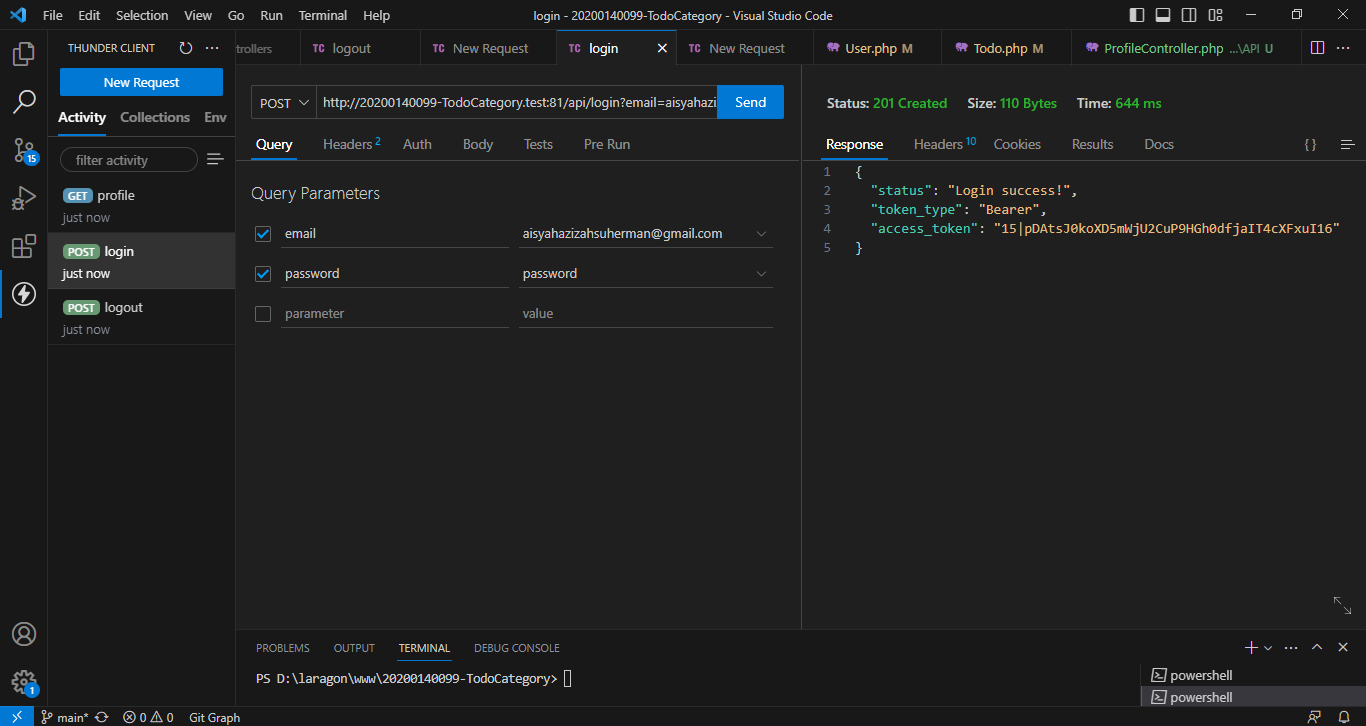 File Edit Selection View Go Run Terminal Help
login - 20200140099-TodoCategory - Visual Studio Code
THUNDER CLIENT
trollers
TC logout
TC New Request
TC login
TC New Request
User.php M
Todo.php M
ProfileController.php ...\API U
New Request
Activity Collections Env
filter activity
GET profile
just now
POST login
just now
POST logout
just now
15
1
POST http://20200140099-TodoCategory.test:81/api/login?email=aisyahazi Send
Query Headers 2 Auth Body Tests Pre Run
Query Parameters
email aisyahazizahsuherman@gmail.com
password password
parameter value
Status: 201 Created Size: 110 Bytes Time: 644 ms
Response Headers 10 Cookies Results Docs { }
1 {
2 "status": "Login success!",
3 "token_type": "Bearer",
4 "access_token": "15|pDAtsJ0koXD5mWjU2CuP9HGh0dfjaIT4cXFxuI16"
5 }
PROBLEMS OUTPUT TERMINAL DEBUG CONSOLE
PS D:\laragon\www\20200140099-TodoCategory>
powershell
powershell
main* 0 0 Git Graph